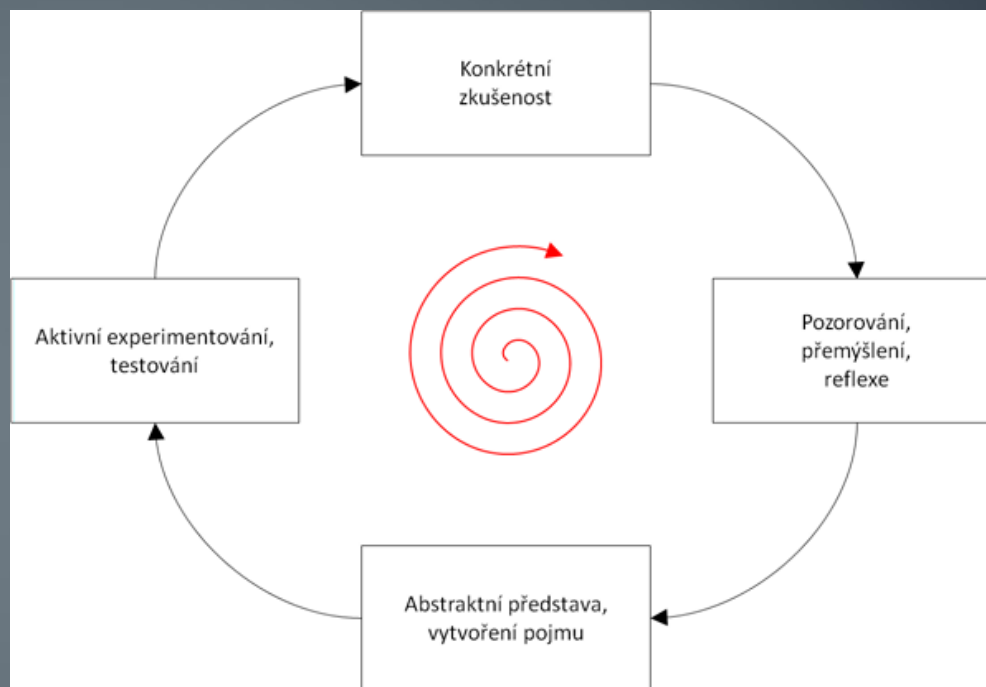 Konkrétní
zkušenost
Aktivní experimentování,
testování
Pozorování,
přemýšlení,
reflexe
Abstraktní představa,
vytvoření pojmu